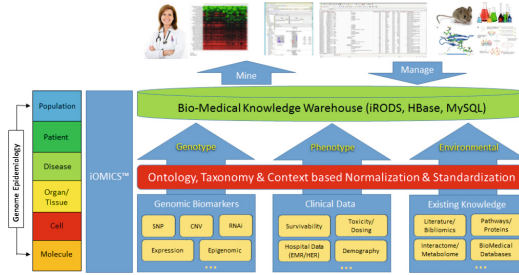 Mine
Manage
Bio-Medical Knowledge Warehouse (iRODS, HBase, MySQL)
Genome Epidemiology
Population
Patient
Disease
Organ/
Tissue
Cell
Molecule
iOMICS™
Genotype
Phenotype
Environmental
Ontology, Taxonomy & Context based Normalization & Standardization
Genomic Biomarkers
SNP
CNV
RNAi
Expression
Epigenomic
•••
Clinical Data
Survivability
Toxicity/
Dosing
Hospital Data
(EMR/HER)
Demography
•••
Existing Knowledge
Literature/
Bibliomics
Pathways/
Proteins
Interactome/
Metabolome
BioMedical
Databases
•••